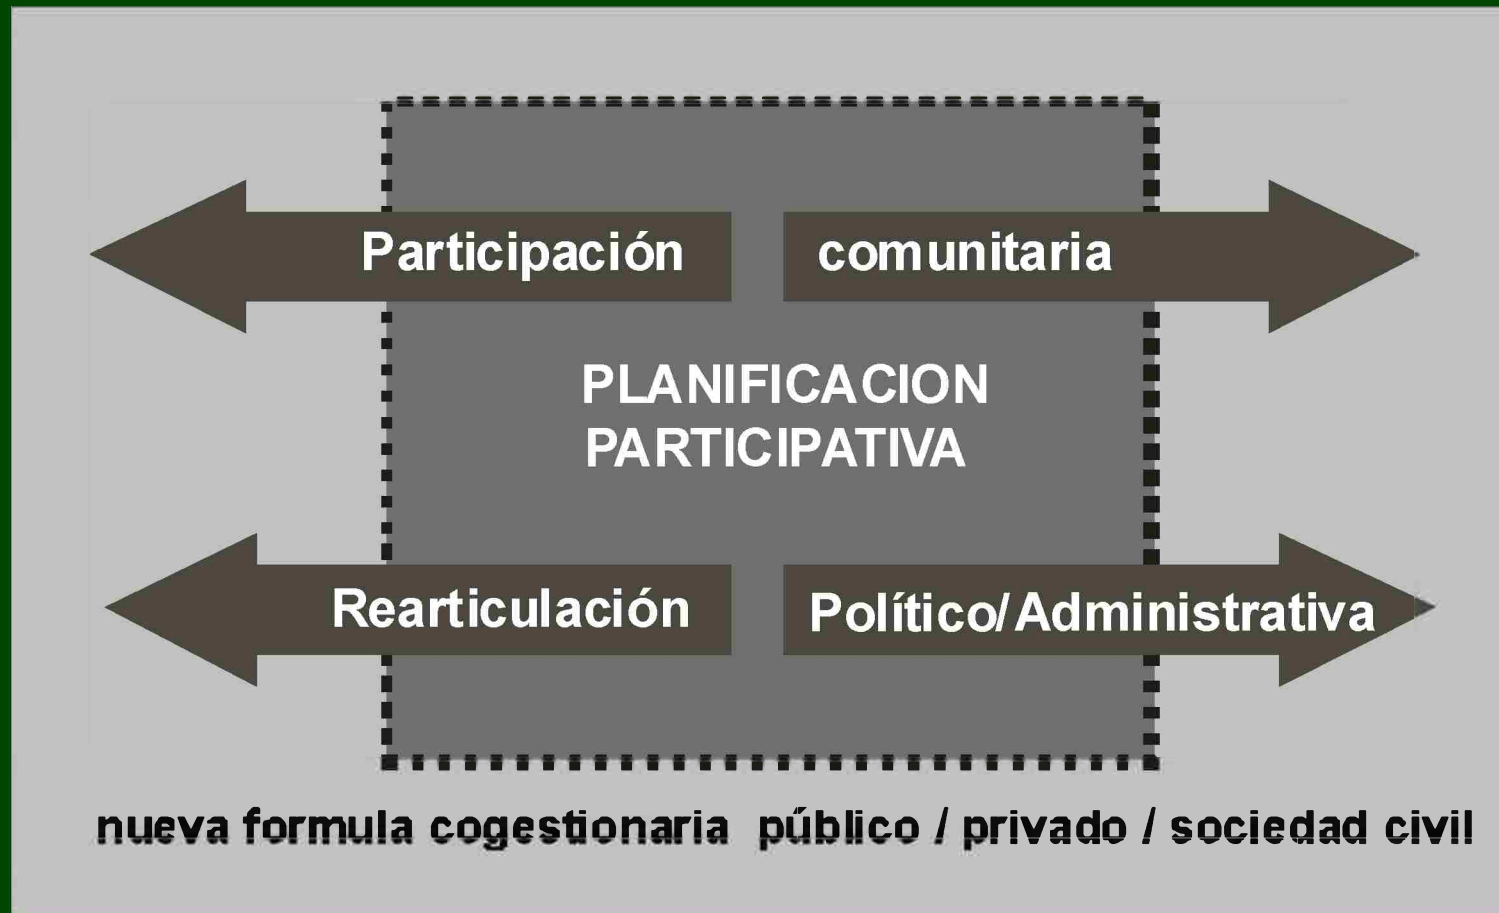 Participación comunitaria
PLANIFICACION
PARTICIPATIVA
Rearticulación Político/Administrativa
nueva formula cogestionaria público / privado / sociedad civil